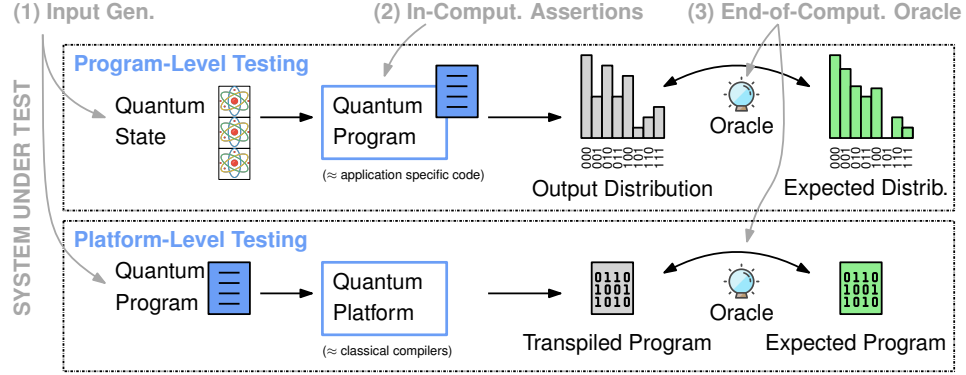 (1) Input Gen.
(2) In-Comput. Assertions
(3) End-of-Comput. Oracle
SYSTEM UNDER TEST
Program-Level Testing
Quantum
State
Quantum
Program
(≈ application specific code)
000
001
010
011
100
101
110
111
Output Distribution
Oracle
000
001
010
011
100
101
110
111
Expected Distrib.
Platform-Level Testing
Quantum
Program
Quantum
Platform
(≈ classical compilers)
0110
1001
1010
Transpiled Program
Oracle
0110
1001
1010
Expected Program